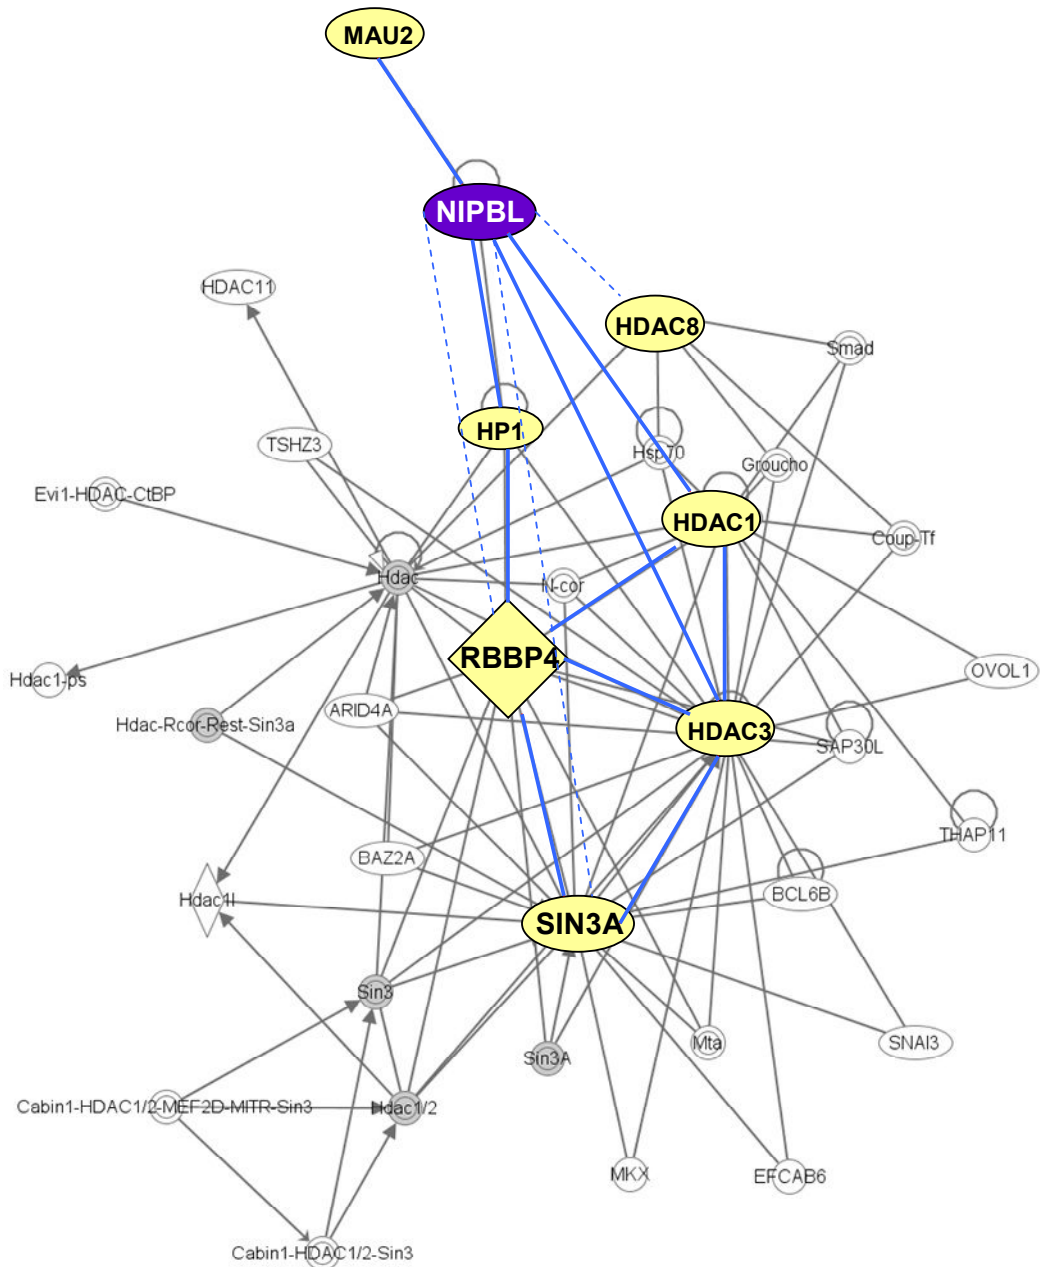 MAU2
NIPBL
HDAC11
HDAC8
Smad
HP1
TSHZ3
Hsp70
Groucho
Evi1-HDAC-CtBP
HDAC1
Coup-Tf
Hdac
N-cor
RBBP4
Hdac1-ps
OVOL1
ARID4A
Hdac-Rcor-Rest-Sin3a
HDAC3
SAP30L
THAP11
BAZ2A
BCL6B
Hdac1l
SIN3A
Sin3
Sin3A
Mta
SNAI3
Cabin1-HDAC1/2-MEF2D-MITR-Sin3
Hdac1/2
MKX
EFCAB6
Cabin1-HDAC1/2-Sin3